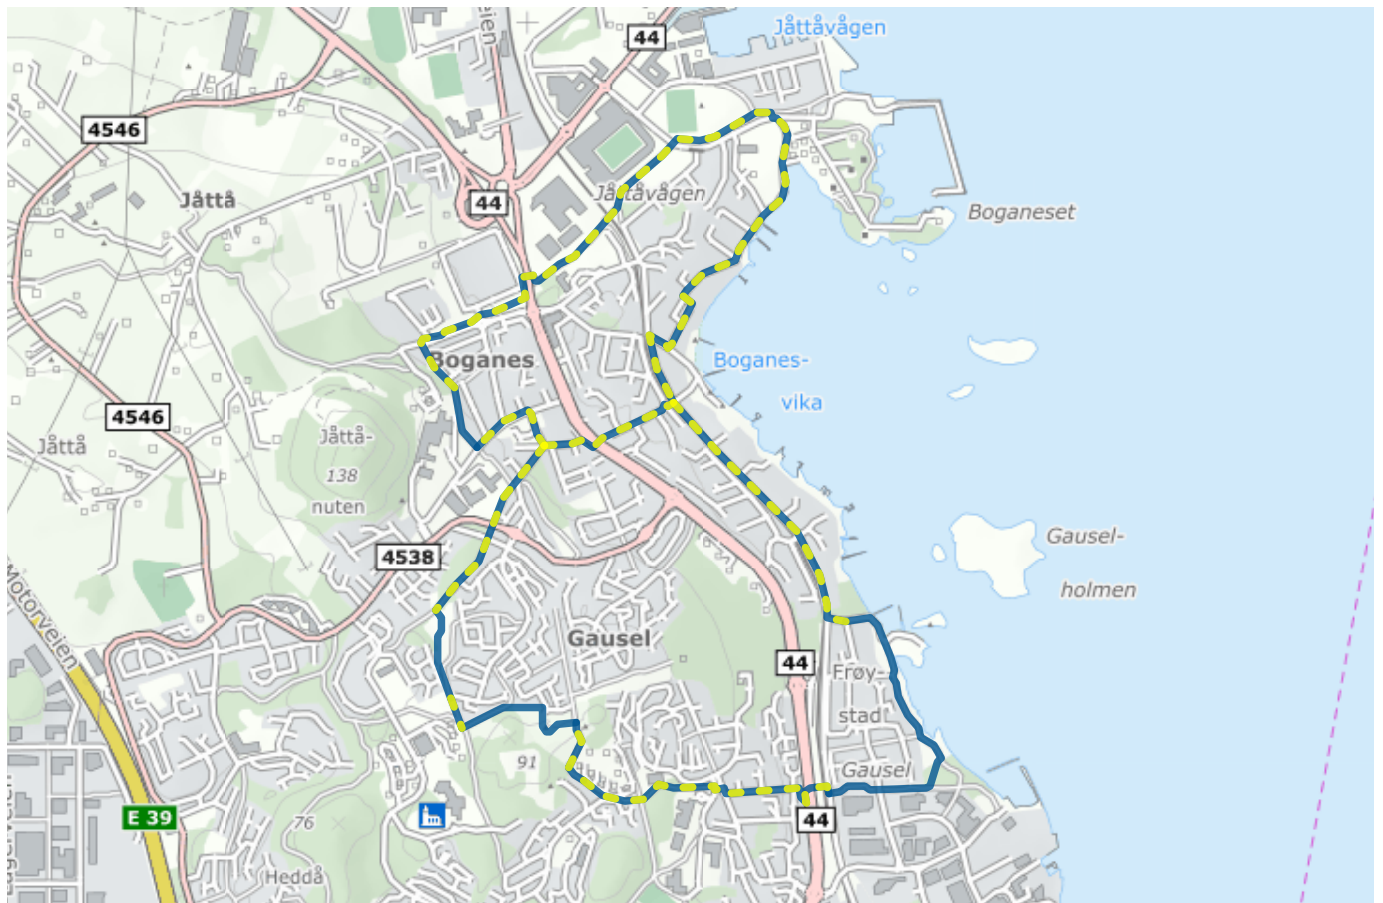 Jåttåvågen
44
eien
4546
Jåttå
44
Jåttåvågen
Boganeset
Boganes
Boganes-
vika
4546
Jåttå
Jåttå-
138
nuten
Gausel-
holmen
4538
Motorveien
Gausel
44
Frøy-
stad
91
Gausel
E 39
76
44
Heddå